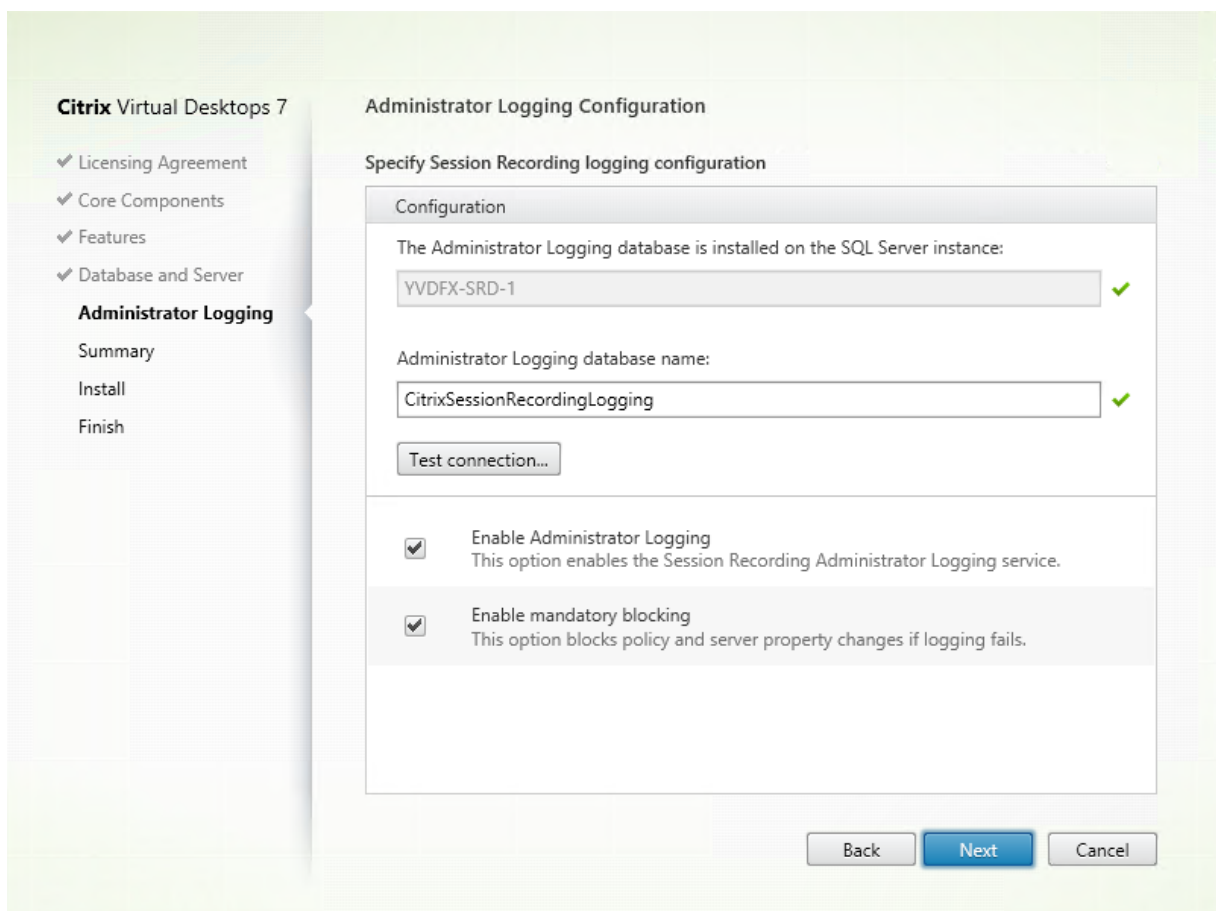 Citrix Virtual Desktops 7
Licensing Agreement
Core Components
Features
Database and Server
Administrator Logging
Summary
Install
Finish
Administrator Logging Configuration
Specify Session Recording logging configuration
Configuration
The Administrator Logging database is installed on the SQL Server instance:
YVDFX-SRD-1
Administrator Logging database name:
CitrixSessionRecordingLogging
Test connection...
Enable Administrator Logging
This option enables the Session Recording Administrator Logging service.
Enable mandatory blocking
This option blocks policy and server property changes if logging fails.
Back
Next
Cancel